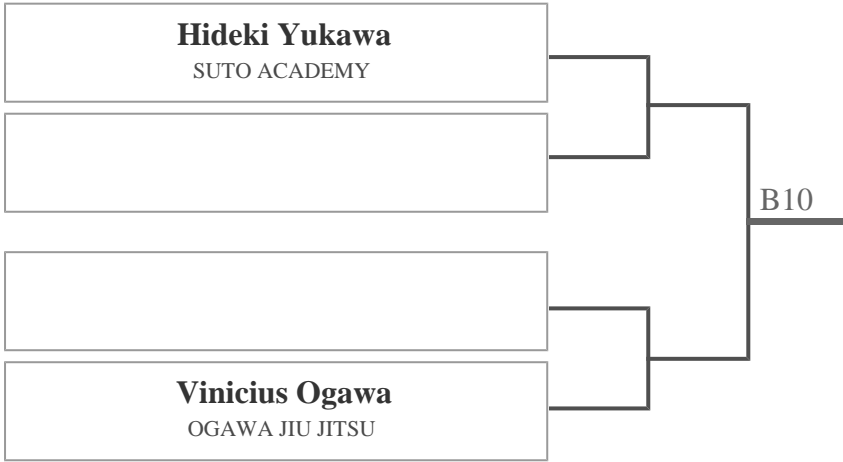 Hideki Yukawa
SUTO ACADEMY
B10
Vinicius Ogawa
OGAWA JIU JITSU